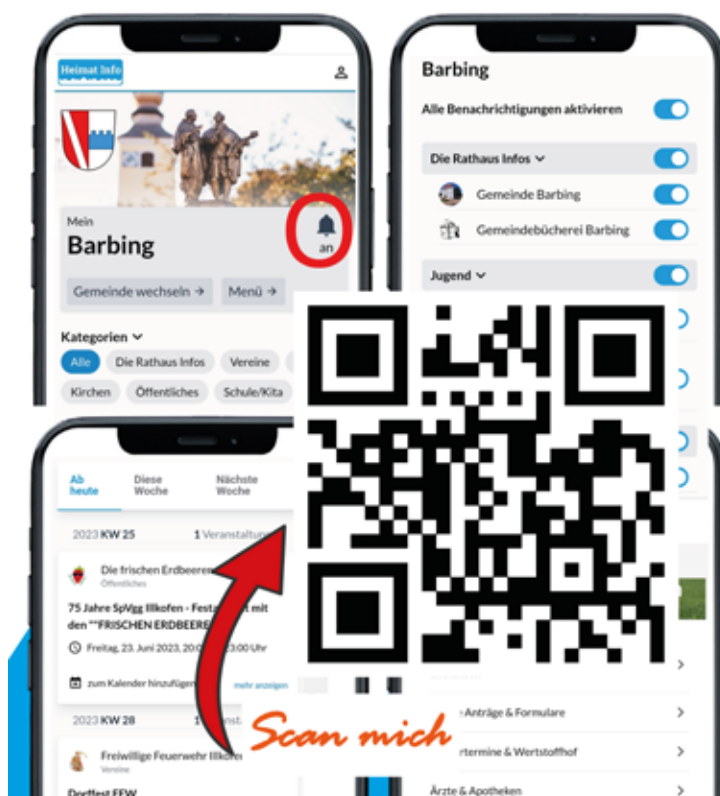 Heimat Info
Mein
Barbing
an
Gemeinde wechseln →
Menü →
Kategorien
Alle
Die Rathaus Infos
Vereine
Kirchen
Öffentliches
Schule/Kita
Barbing
Alle Benachrichtigungen aktivieren
Die Rathaus Infos
Gemeinde Barbing
Gemeindebücherei Barbing
Jugend
Ab heute
Diese Woche
Nächste Woche
2023 KW 25
1 Veranstaltung
Die frischen Erdbeeren
Öffentliches
75 Jahre SpVgg Illkofen - Festa mit
den ""FRISCHEN ERDBEERE
Freitag, 23. Juni 2023, 20:0 23:00 Uhr
zum Kalender hinzufügen
mehr anzeigen
2023 KW 28
1 nst
Freiwillige Feuerwehr Illkofen
Vereine
Dorffest FFW
Scan mich
Anträge & Formulare
rtermine & Wertstoffhof
Ärzte & Apotheken